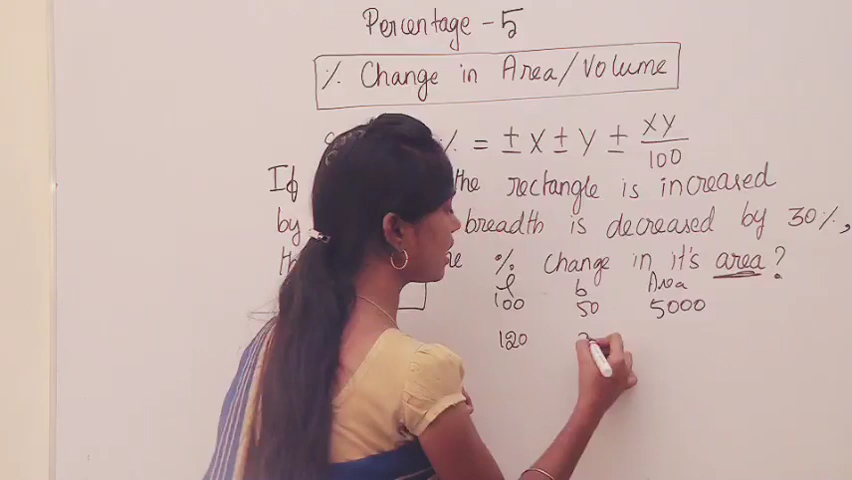 Percentage - 5
% Change in Area/Volume
% = ± X ± Y ± XY/100
If the rectangle is increased
by breadth is decreased by 30%,
% change in it's area?
l b Area
100 50 5000
120